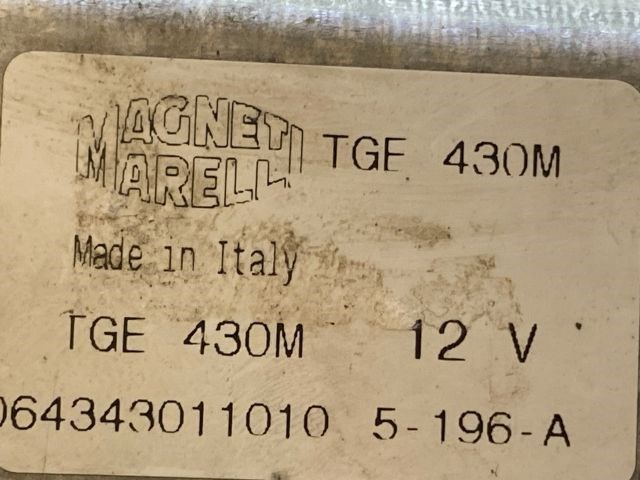 MAGNETI
MARELLI
TGE 430M
Made in Italy
TGE 430M 12 V
064343011010 5-196-A